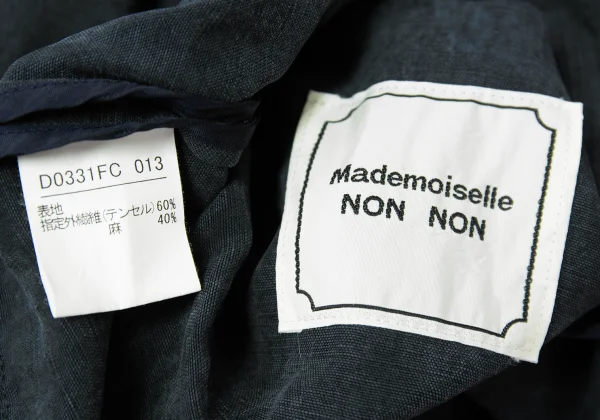 D0331FC 013
表地
指定外繊維(テンセル)60%
麻 40%
Mademoiselle
NON NON